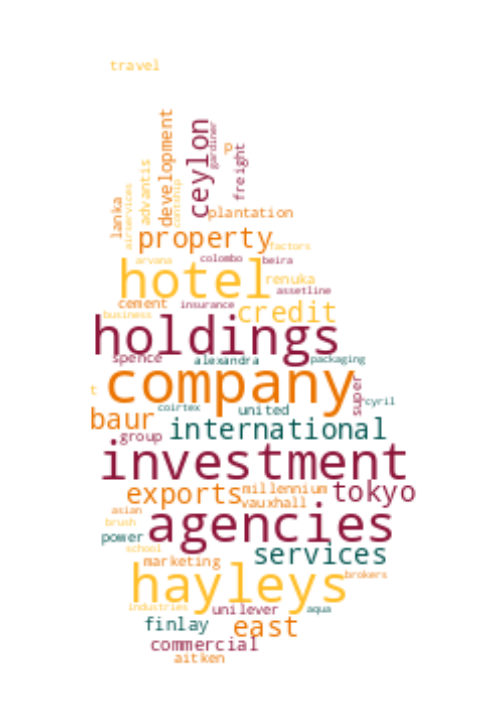 travel
development
ceylon
gardiner
p
freight
advantis
contship
airservices
lanka
plantation
property
factors
arvana
colombo
beira
hotel
renuka
assetline
cement
insurance
business
credit
holdings
spence
alexandra
packaging
company
t
super
cyril
coirtex
united
baur
group
international
investment
exports
millennium
tokyo
vauxhall
asian
brush
agencies
power
school
services
marketing
brokers
hayleys
industries
unilever
aqua
finlay
east
commercial
aitken